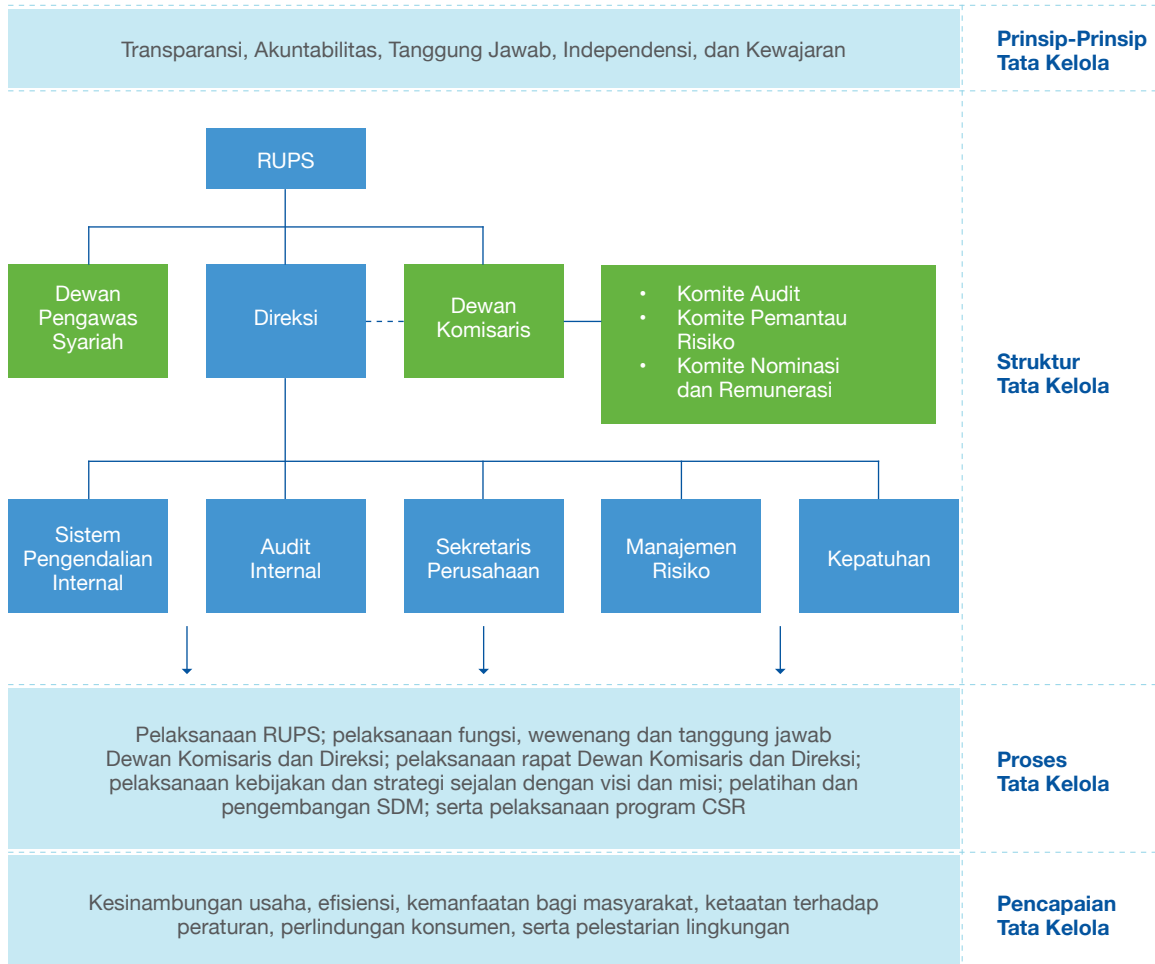 Transparansi, Akuntabilitas, Tanggung Jawab, Independensi, dan Kewajaran
Prinsip-Prinsip
Tata Kelola
RUPS
Dewan
Pengawas
Syariah
Direksi
Dewan
Komisaris
• Komite Audit
• Komite Pemantau
Risiko
• Komite Nominasi
dan Remunerasi
Struktur
Tata Kelola
Sistem
Pengendalian
Internal
Audit
Internal
Sekretaris
Perusahaan
Manajemen
Risiko
Kepatuhan
Pelaksanaan RUPS; pelaksanaan fungsi, wewenang dan tanggung jawab
Dewan Komisaris dan Direksi; pelaksanaan rapat Dewan Komisaris dan Direksi;
pelaksanaan kebijakan dan strategi sejalan dengan visi dan misi; pelatihan dan
pengembangan SDM; serta pelaksanaan program CSR
Proses
Tata Kelola
Kesinambungan usaha, efisiensi, kemanfaatan bagi masyarakat, ketaatan terhadap
peraturan, perlindungan konsumen, serta pelestarian lingkungan
Pencapaian
Tata Kelola